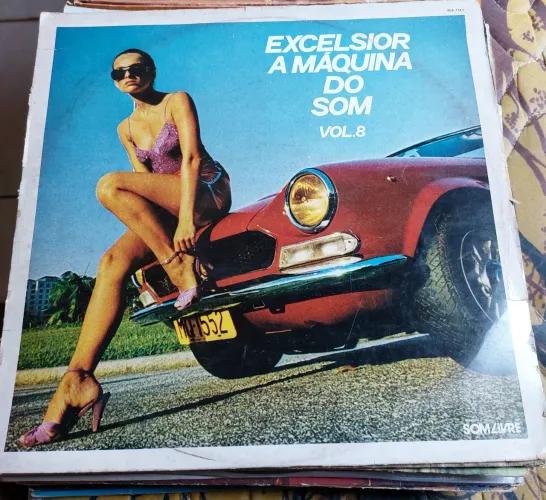 EXCELSIOR
A MÁQUINA
DO
SOM
VOL.8
SOM LIVRE